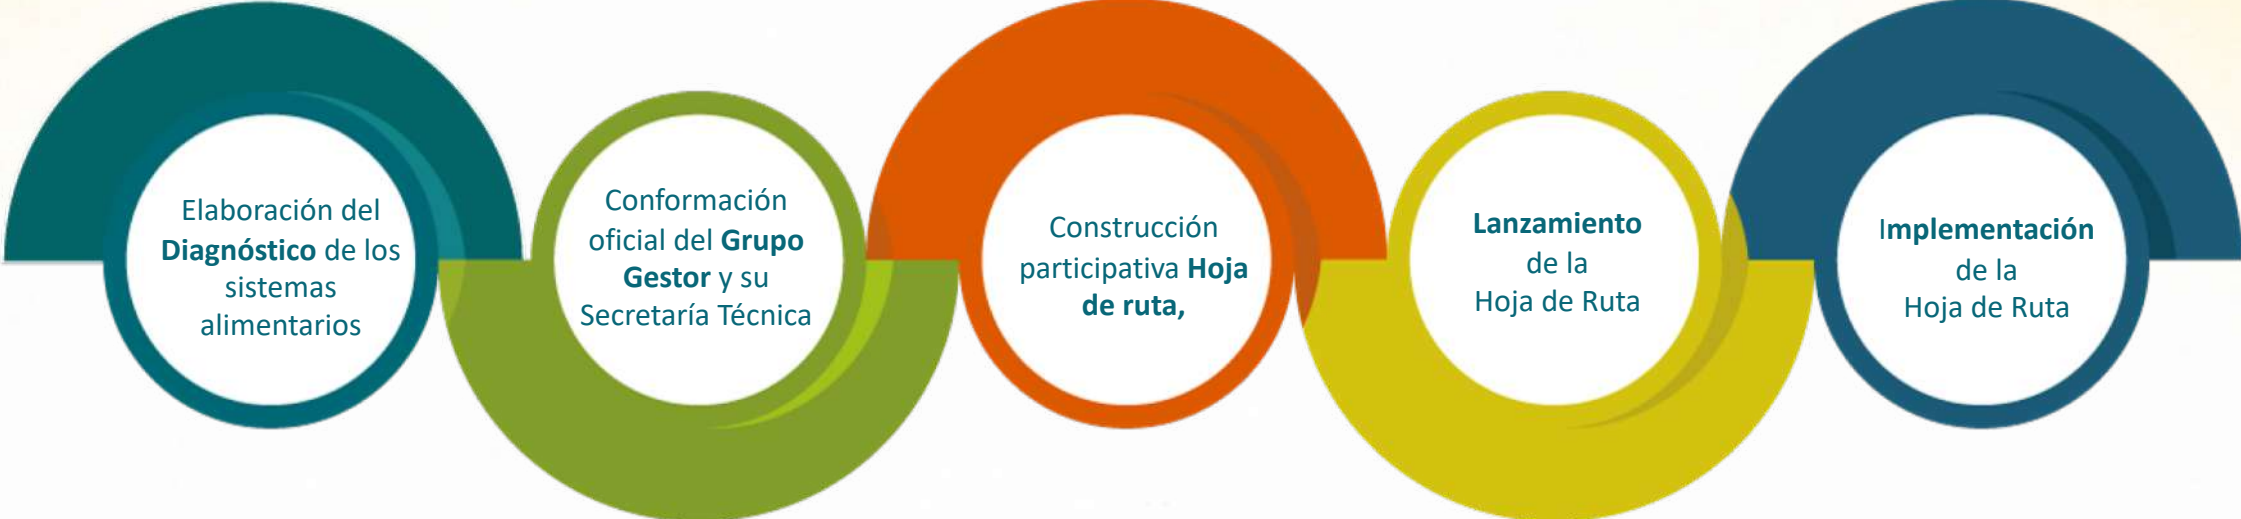 Elaboración del
Diagnóstico de los
sistemas
alimentarios
Conformación
oficial del Grupo
Gestor y su
Secretaría Técnica
Construcción
participativa Hoja
de ruta,
Lanzamiento
de la
Hoja de Ruta
Implementación
de la
Hoja de Ruta